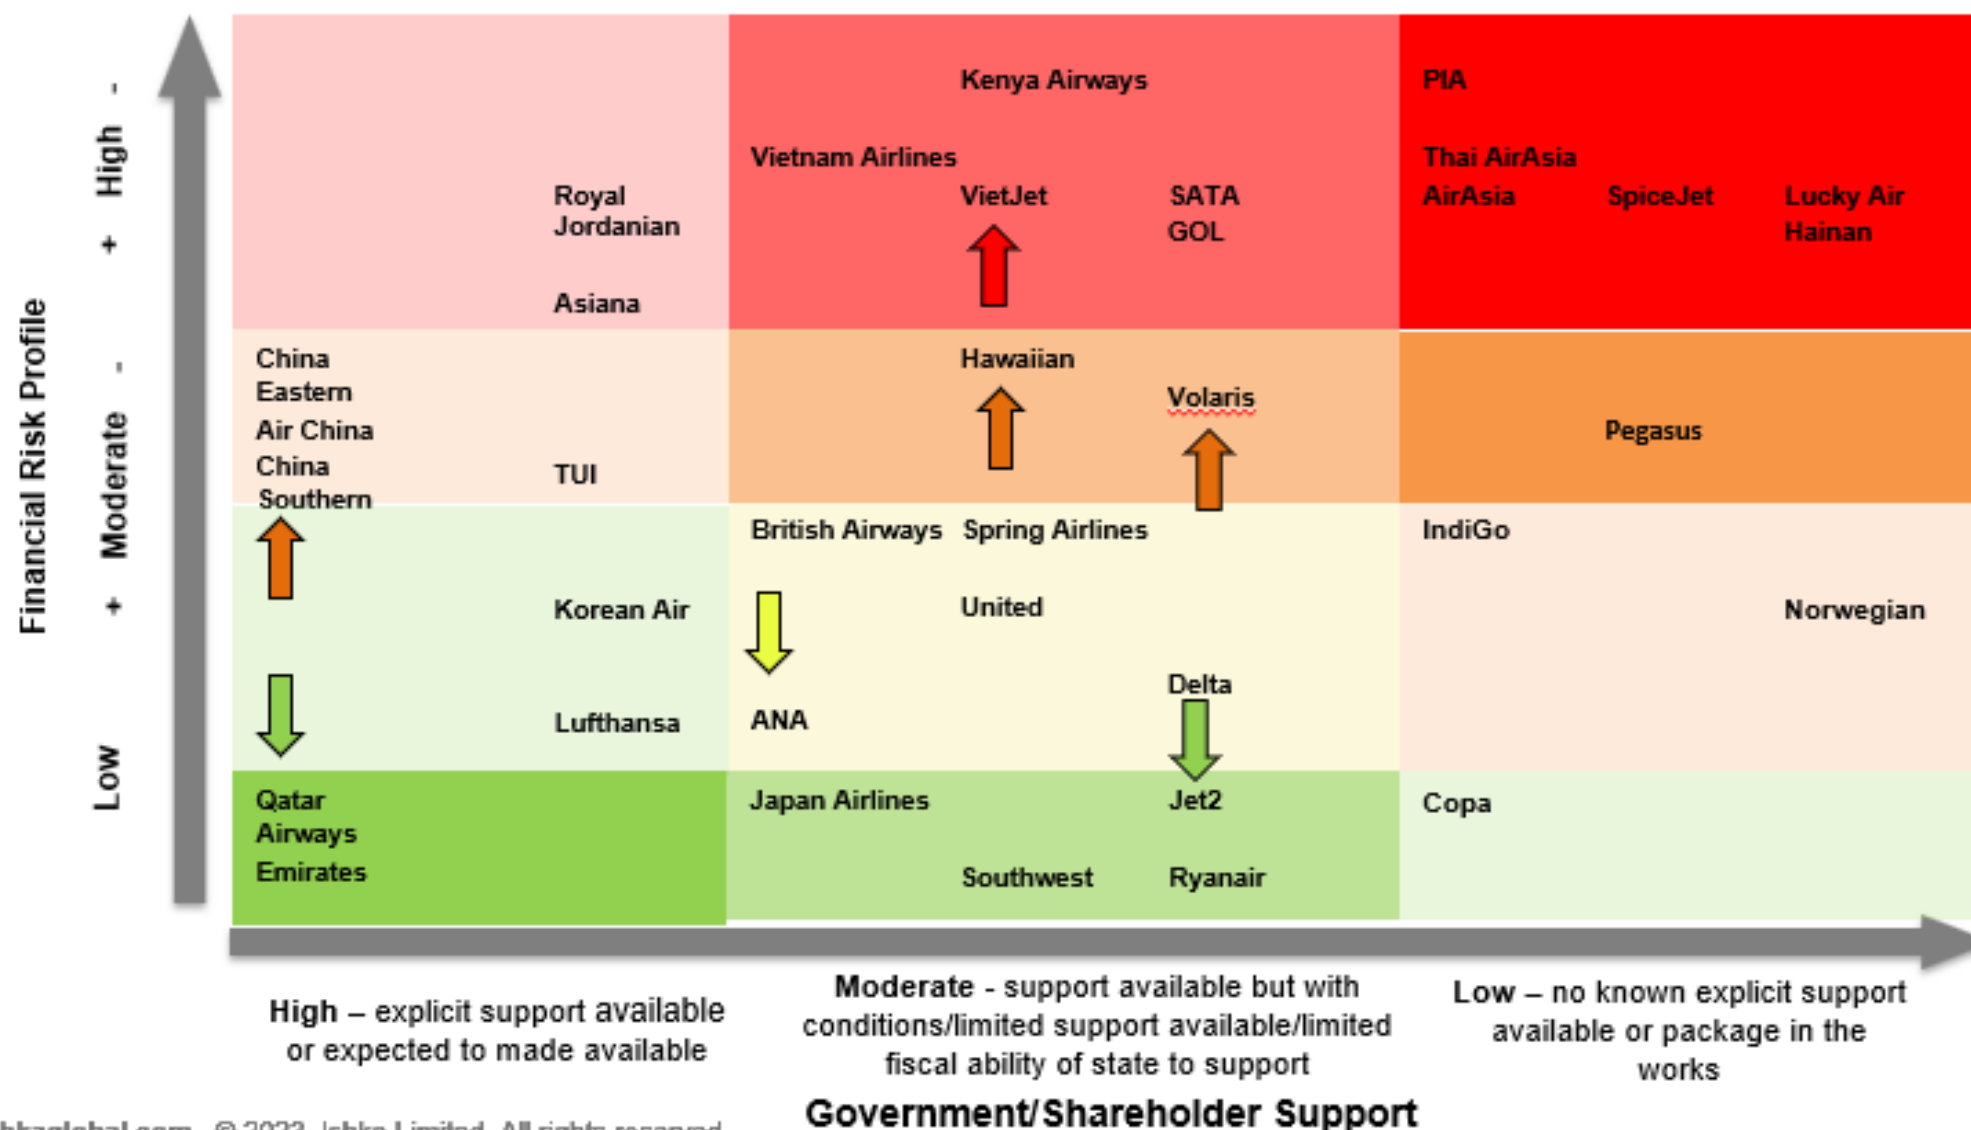 Financial Risk Profile
Low + Moderate - + High -
Kenya Airways
PIA
Vietnam Airlines
Thai AirAsia
Royal
Jordanian
VietJet
SATA
AirAsia
SpiceJet
Lucky Air
GOL
Hainan
Asiana
China
Eastern
Hawaiian
Volaris
Air China
Pegasus
China
Southern
TUI
British Airways
Spring Airlines
IndiGo
Korean Air
United
Norwegian
Delta
Lufthansa
ANA
Qatar
Airways
Japan Airlines
Jet2
Copa
Emirates
Southwest
Ryanair
High – explicit support available
or expected to made available
Moderate - support available but with
conditions/limited support available/limited
fiscal ability of state to support
Low – no known explicit support
available or package in the
works
Government/Shareholder Support
Limited. All rights reserved